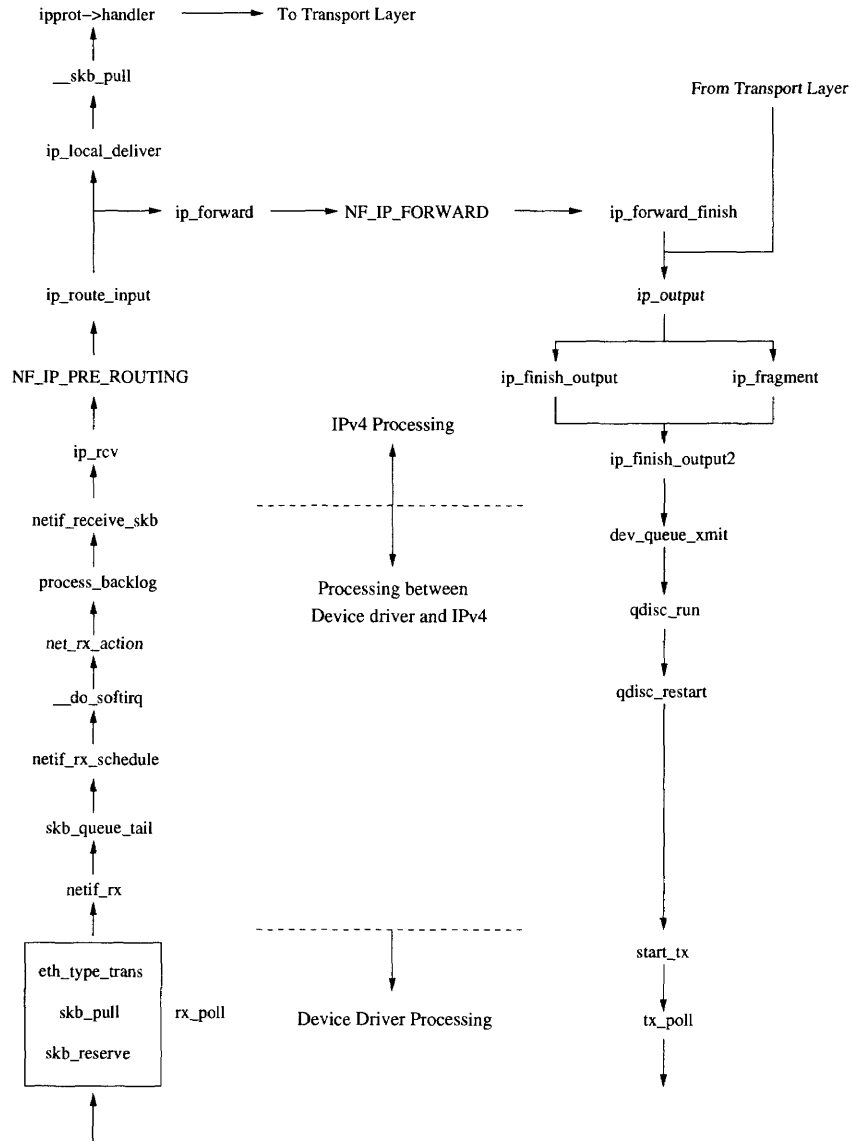 ipprot->handler
To Transport Layer
__skb_pull
From Transport Layer
ip_local_deliver
ip_forward
NF_IP_FORWARD
ip_forward_finish
ip_route_input
ip_output
NF_IP_PRE_ROUTING
ip_finish_output
ip_fragment
IPv4 Processing
ip_rcv
ip_finish_output2
netif_receive_skb
dev_queue_xmit
process_backlog
Processing between
Device driver and IPv4
qdisc_run
net_rx_action
__do_softirq
qdisc_restart
netif_rx_schedule
skb_queue_tail
netif_rx
start_tx
eth_type_trans
skb_pull
rx_poll
Device Driver Processing
tx_poll
skb_reserve